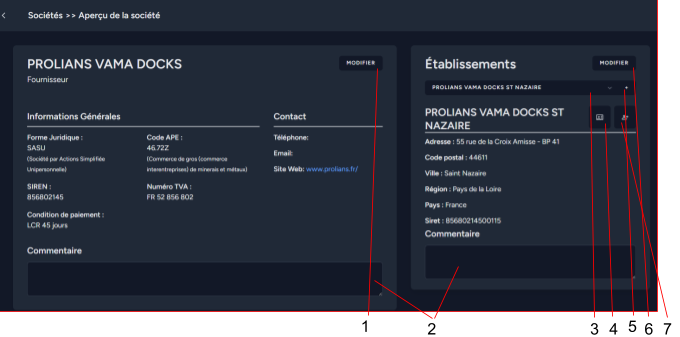 Sociétés >> Aperçu de la société
PROLIANS VAMA DOCKS
MODIFIER
Fournisseur
Informations Générales
Contact
Forme Juridique :
SASU
(Société par Actions Simplifiée
Unipersonnelle)
Code APE :
46.72Z
(Commerce de gros (commerce
interentreprises) de minerais et métaux)
SIREN :
856802145
Numéro TVA :
FR 52 856 802
Condition de paiement :
LCR 45 jours
Téléphone:
Email:
Site Web: www.prolians.fr/
Commentaire
Établissements
MODIFIER
PROLIANS VAMA DOCKS ST NAZAIRE
PROLIANS VAMA DOCKS ST
NAZAIRE
Adresse : 55 rue de la Croix Amisse - BP 41
Code postal : 44611
Ville : Saint Nazaire
Région : Pays de la Loire
Pays : France
Siret : 85680214500115
Commentaire
1 2 3 4 5 6 7